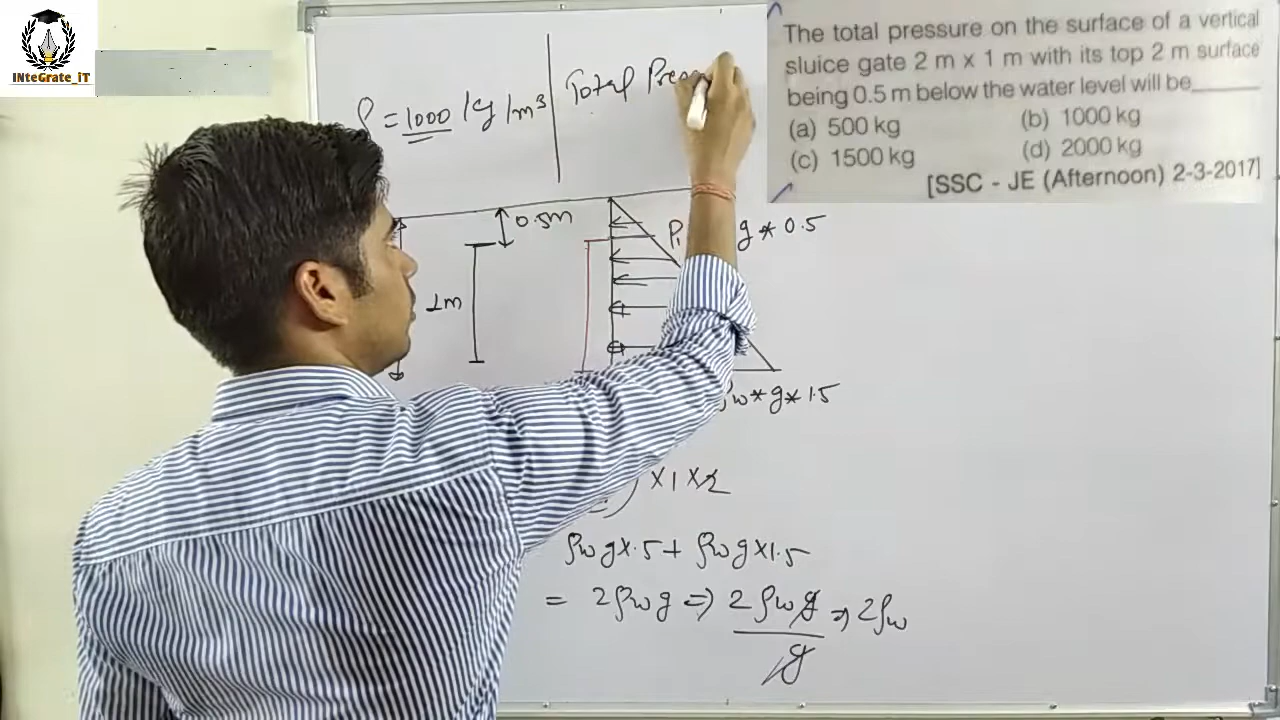 INteGrate_iT
ρ = 1000 kg/m³
Total Pres
The total pressure on the surface of a vertical
sluice gate 2 m x 1 m with its top 2 m surface
being 0.5 m below the water level will be______
(a) 500 kg
(b) 1000 kg
(c) 1500 kg
(d) 2000 kg
[SSC - JE (Afternoon) 2-3-2017]
0.5m
P₁
g * 0.5
1m
ρw * g * 1.5
) x 1 x 2
ρw g x .5 + ρw g x 1.5
= 2ρw g ⇒ 2ρw g / g ⇒ 2ρw